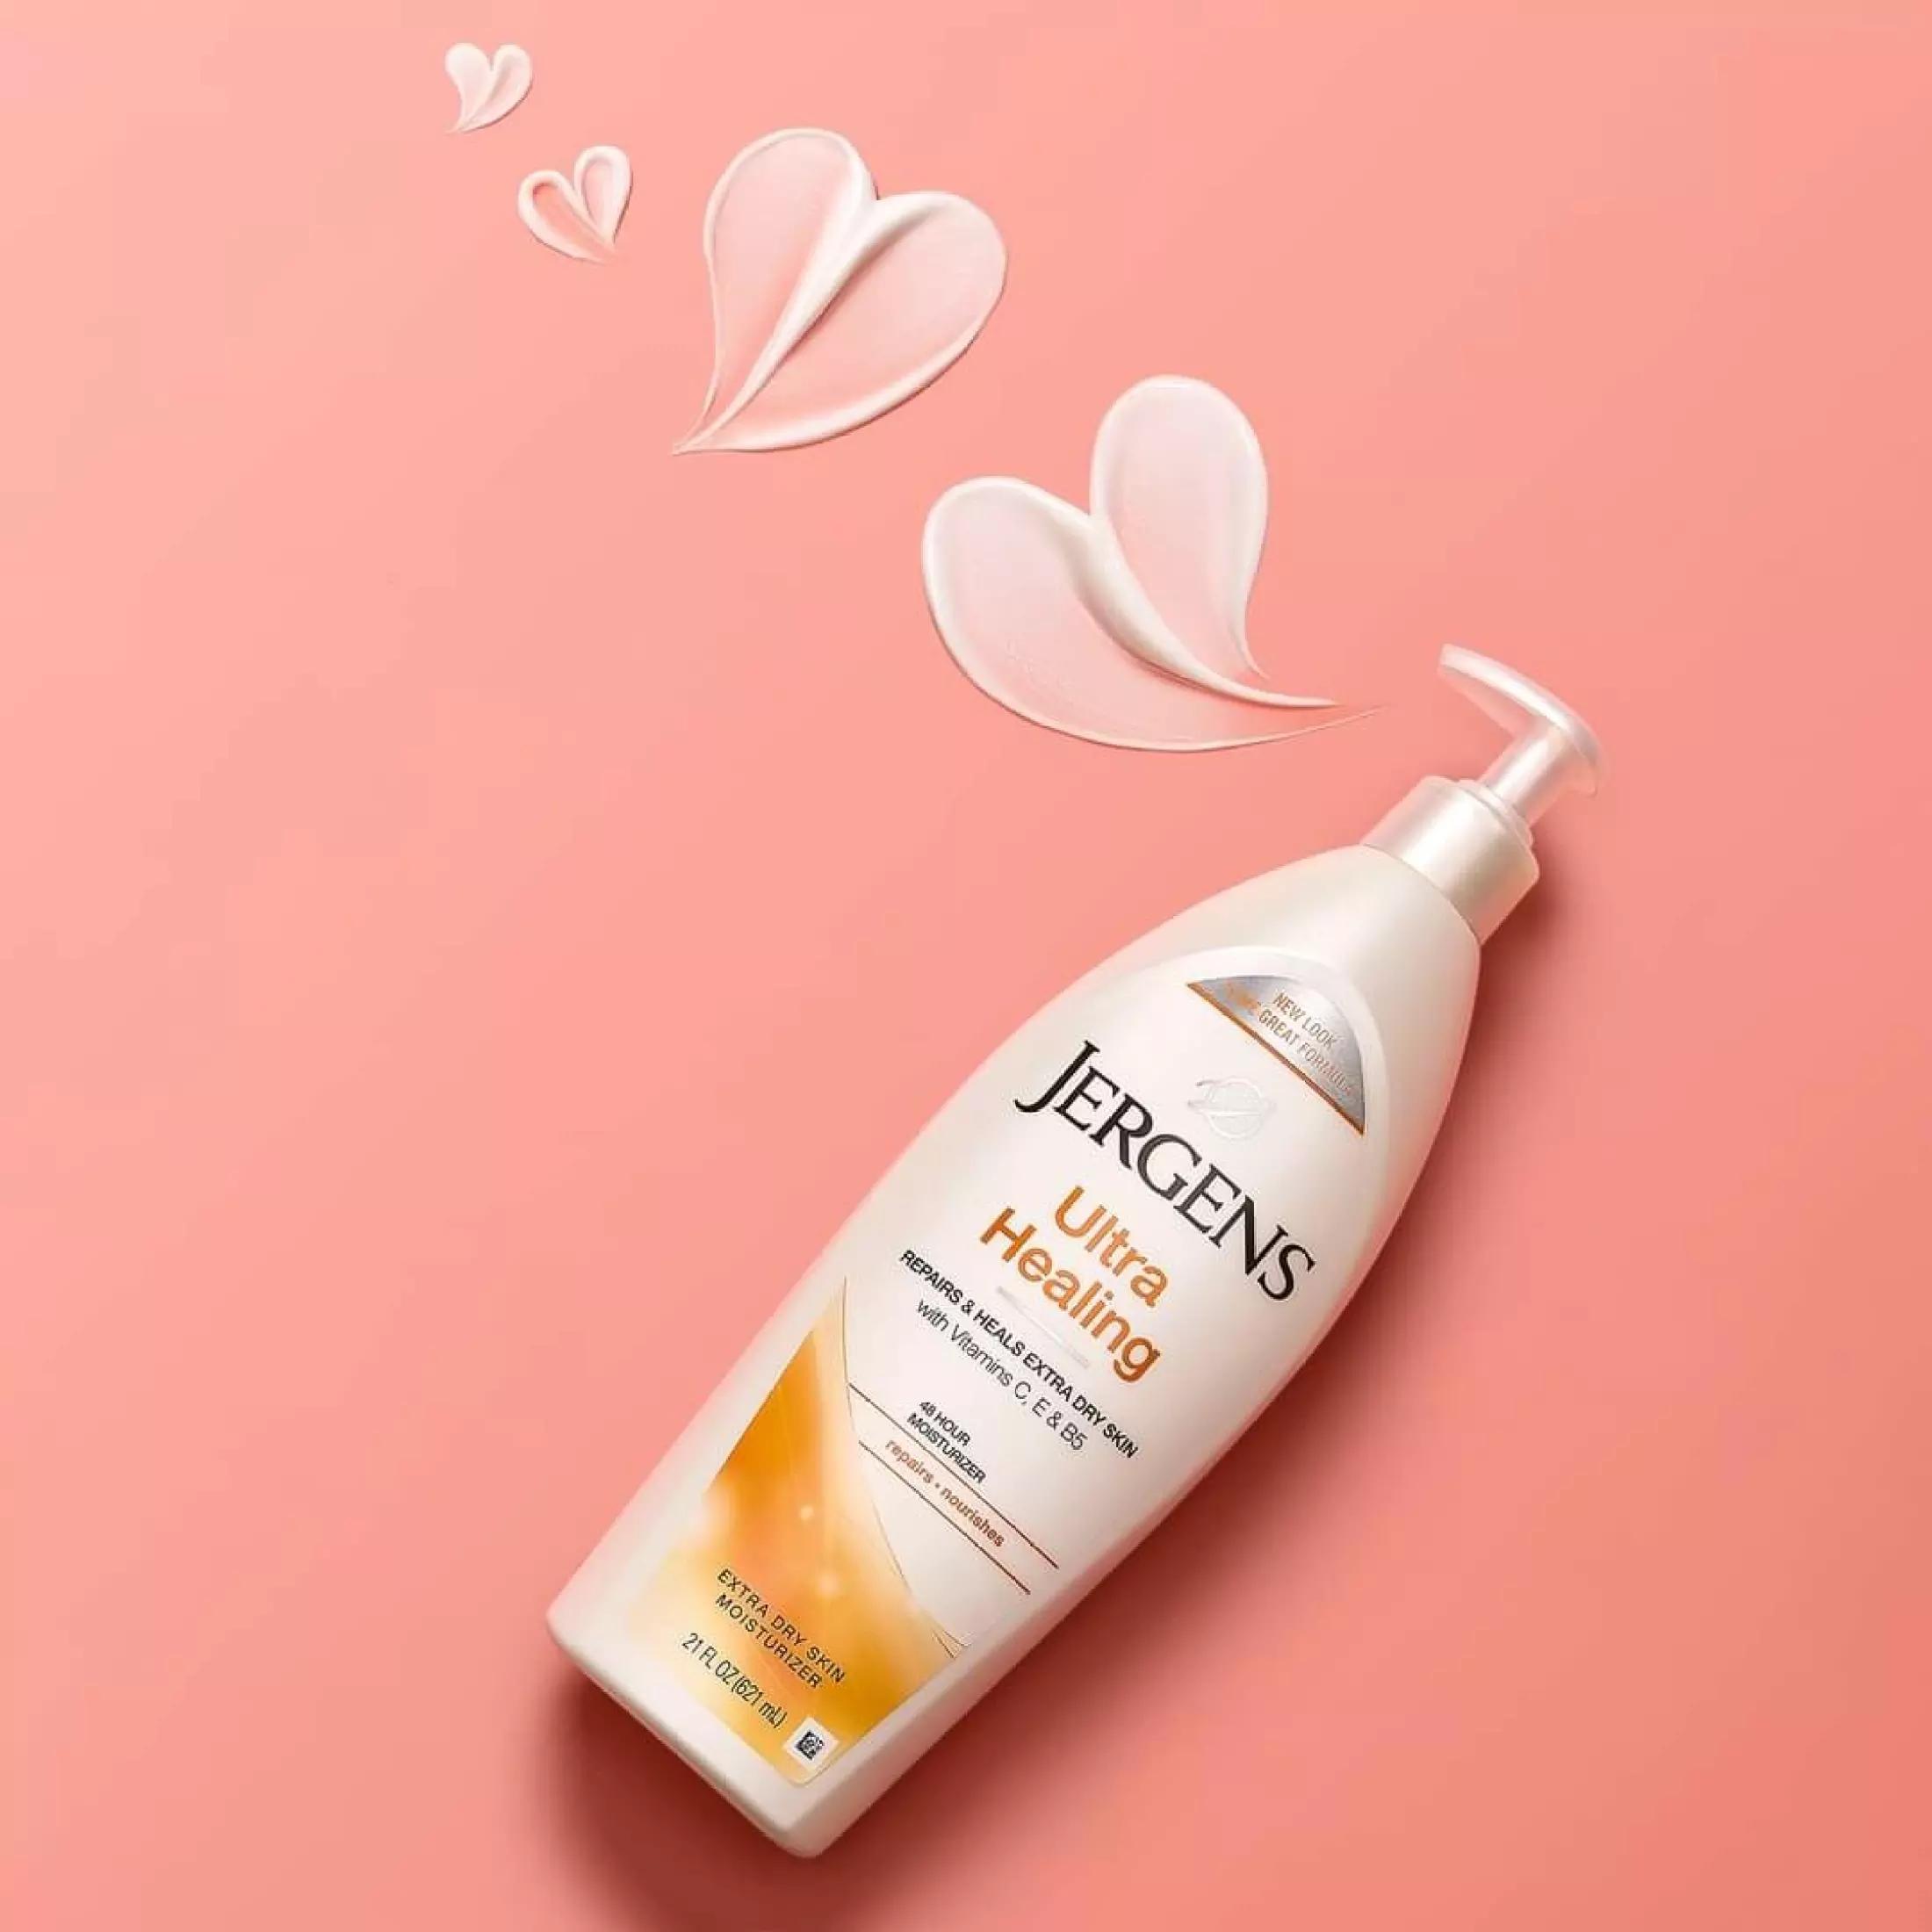 NEW LOOK
GREAT FORMULA
JERGENS
Ultra
Healing
REPAIRS & HEALS EXTRA DRY SKIN
with Vitamins C, E & B5
48 HOUR
MOISTURIZER
repairs • nourishes
EXTRA DRY SKIN
MOISTURIZER
21 FL OZ (621 mL)